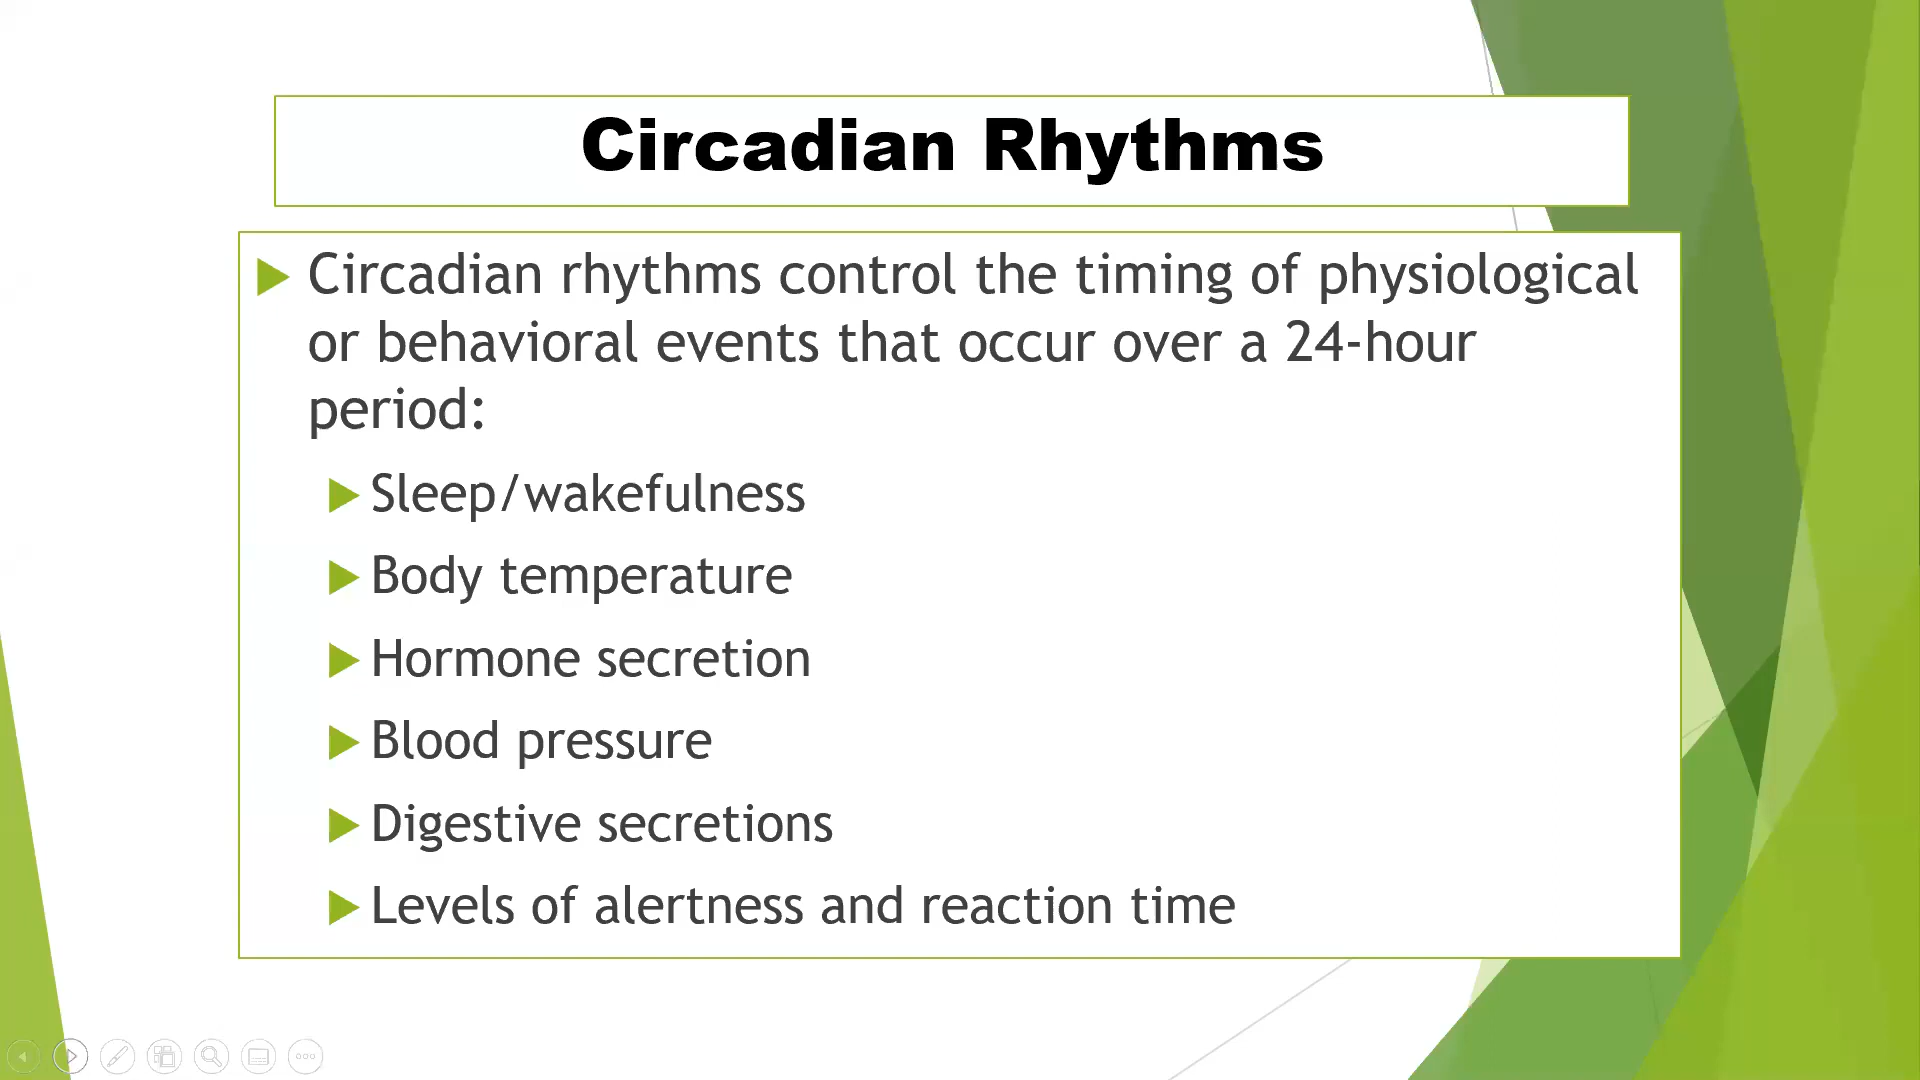 Circadian Rhythms
Circadian rhythms control the timing of physiological
or behavioral events that occur over a 24-hour
period:
Sleep/wakefulness
Body temperature
Hormone secretion
Blood pressure
Digestive secretions
Levels of alertness and reaction time